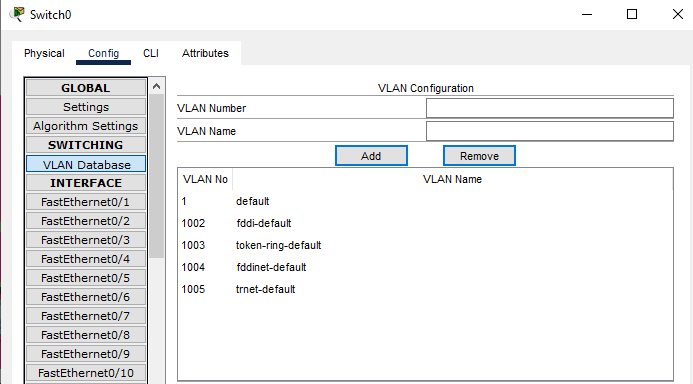 Switch0
Physical Config CLI Attributes
GLOBAL
Settings
Algorithm Settings
SWITCHING
VLAN Database
INTERFACE
FastEthernet0/1
FastEthernet0/2
FastEthernet0/3
FastEthernet0/4
FastEthernet0/5
FastEthernet0/6
FastEthernet0/7
FastEthernet0/8
FastEthernet0/9
FastEthernet0/10
VLAN Configuration
VLAN Number
VLAN Name
Add Remove
VLAN No VLAN Name
1 default
1002 fddi-default
1003 token-ring-default
1004 fddinet-default
1005 trnet-default